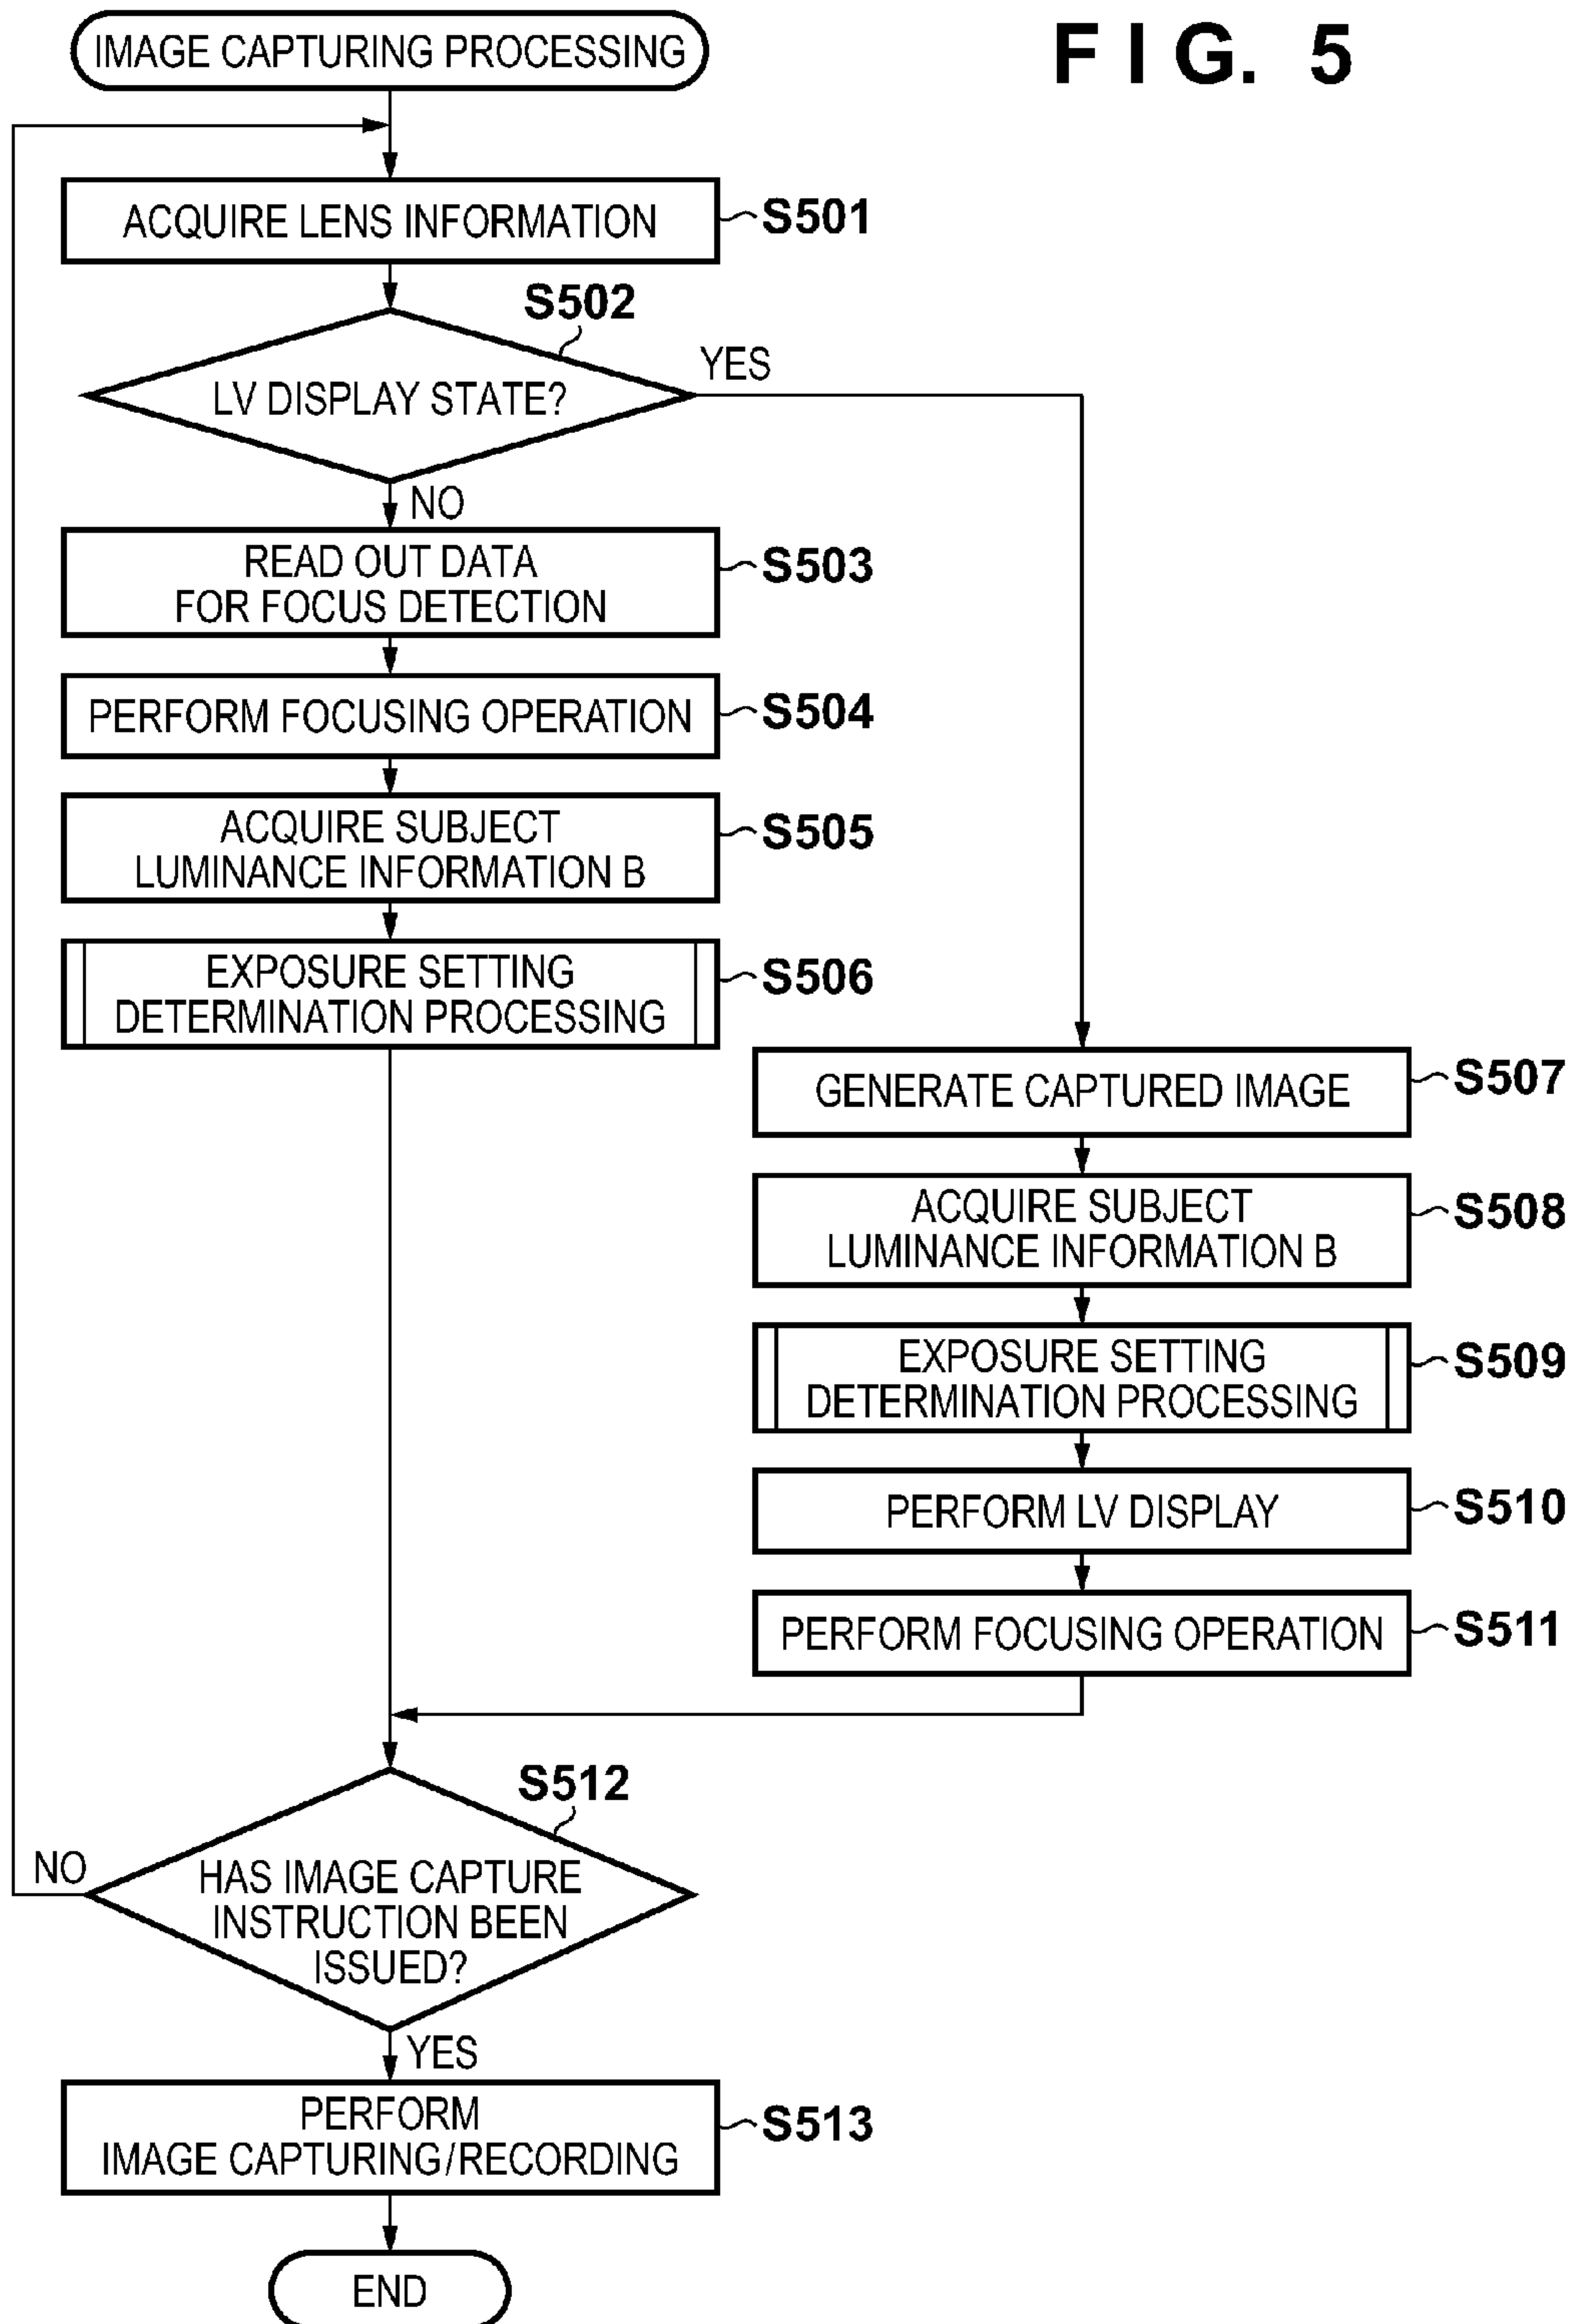 IMAGE CAPTURING PROCESSING
F I G. 5
ACQUIRE LENS INFORMATION
S501
S502
LV DISPLAY STATE?
YES
NO
READ OUT DATA
FOR FOCUS DETECTION
S503
PERFORM FOCUSING OPERATION
S504
ACQUIRE SUBJECT
LUMINANCE INFORMATION B
S505
EXPOSURE SETTING
DETERMINATION PROCESSING
S506
GENERATE CAPTURED IMAGE
S507
ACQUIRE SUBJECT
LUMINANCE INFORMATION B
S508
EXPOSURE SETTING
DETERMINATION PROCESSING
S509
PERFORM LV DISPLAY
S510
PERFORM FOCUSING OPERATION
S511
S512
NO
HAS IMAGE CAPTURE
INSTRUCTION BEEN
ISSUED?
YES
PERFORM
IMAGE CAPTURING/RECORDING
S513
END